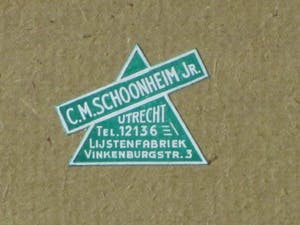 C.M.SCHOONHEIM JR.
UTRECHT
TEL.12136
LIJSTENFABRIEK
VINKENBURGSTR.3